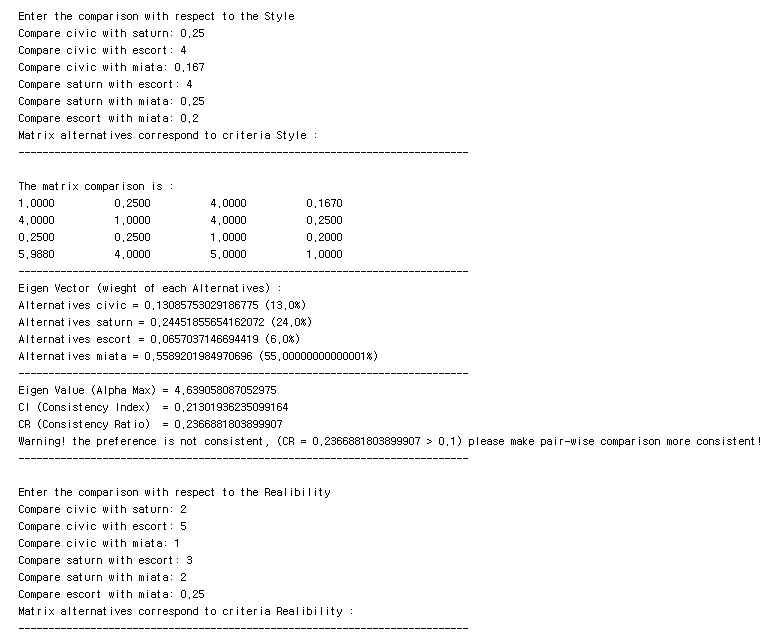 Enter the comparison with respect to the Style
Compare civic with saturn: 0.25
Compare civic with escort: 4
Compare civic with miata: 0.167
Compare saturn with escort: 4
Compare saturn with miata: 0.25
Compare escort with miata: 0.2
Matrix alternatives correspond to criteria Style :
---------------------------------------------------------------------------
The matrix comparison is :
1.0000 0.2500 4.0000 0.1670
4.0000 1.0000 4.0000 0.2500
0.2500 0.2500 1.0000 0.2000
5.9880 4.0000 5.0000 1.0000
---------------------------------------------------------------------------
Eigen Vector (wieght of each Alternatives) :
Alternatives civic = 0.13085753029186775 (13.0%)
Alternatives saturn = 0.24451855654162072 (24.0%)
Alternatives escort = 0.0657037146694419 (6.0%)
Alternatives miata = 0.5589201984970696 (55.00000000000001%)
---------------------------------------------------------------------------
Eigen Value (Alpha Max) = 4.639058087052975
CI (Consistency Index)  = 0.21301936235099164
CR (Consistency Ratio)  = 0.2366881803899907
Warning! the preference is not consistent, (CR = 0.2366881803899907 > 0.1) please make pair-wise comparison more consistent!
---------------------------------------------------------------------------
Enter the comparison with respect to the Realibility
Compare civic with saturn: 2
Compare civic with escort: 5
Compare civic with miata: 1
Compare saturn with escort: 3
Compare saturn with miata: 2
Compare escort with miata: 0.25
Matrix alternatives correspond to criteria Realibility :
---------------------------------------------------------------------------